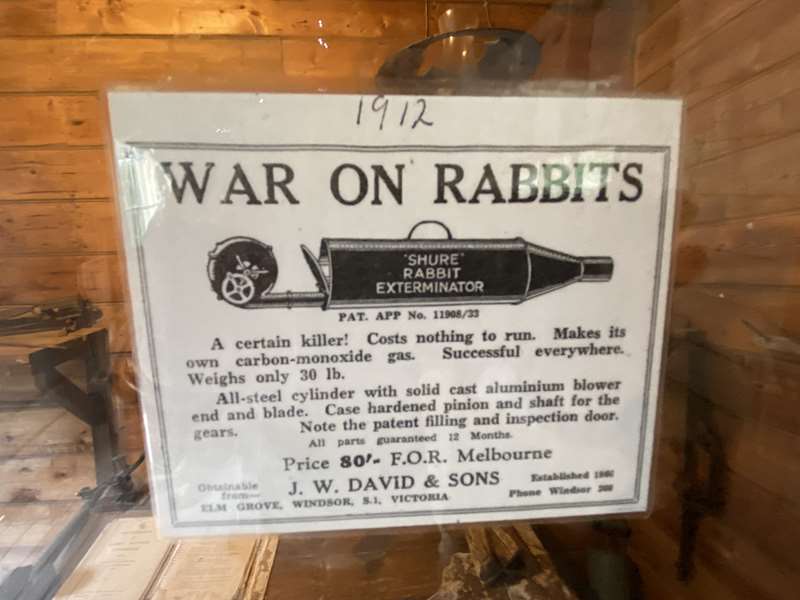 1912
WAR ON RABBITS
"SHURE"
RABBIT
EXTERMINATOR
PAT. APP No. 11908/33
A certain killer! Costs nothing to run. Makes its
own carbon-monoxide gas. Successful everywhere.
Weighs only 30 lb.
All-steel cylinder with solid cast aluminium blower
end and blade. Case hardened pinion and shaft for the
gears. Note the patent filling and inspection door.
All parts guaranteed 12 Months.
Price 80/- F.O.R. Melbourne
Obtainable
from—
J. W. DAVID & SONS
ELM GROVE, WINDSOR, S.1, VICTORIA
Established
Phone Windsor